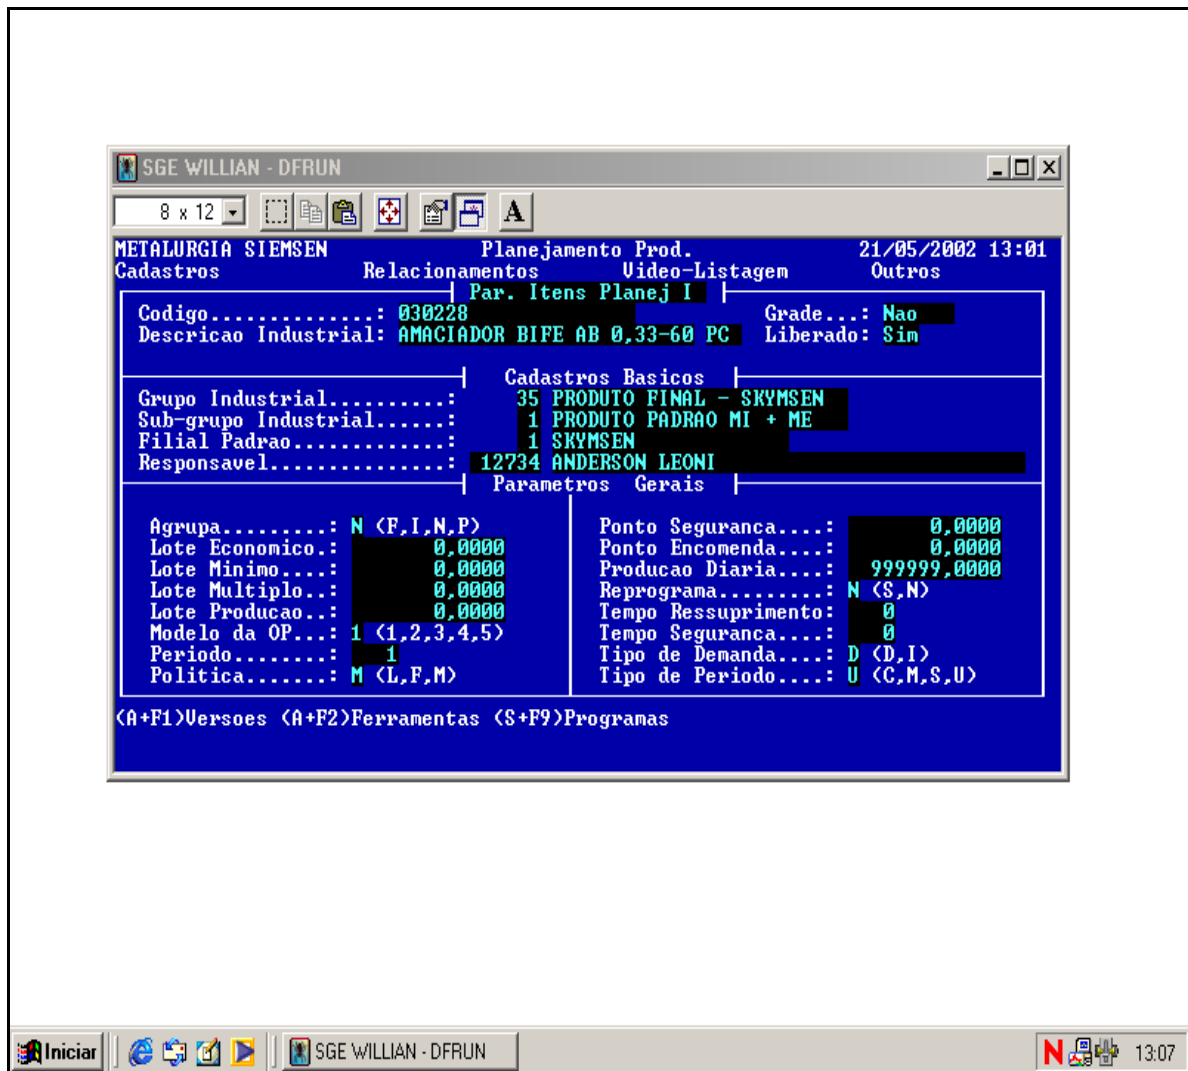 SGE WILLIAN - DFRUN
8 x 12
A
METALURGIA SIEMSEN Planejamento Prod. 21/05/2002 13:01
Cadastros Relacionamentos Video-Listagem Outros
Par. Itens Planej I
Codigo..............: 030228 Grade...: Nao
Descricao Industrial: AMACIADOR BIFE AB 0,33-60 PC Liberado: Sim
Cadastros Basicos
Grupo Industrial..........: 35 PRODUTO FINAL - SKYMSEN
Sub-grupo Industrial......: 1 PRODUTO PADRAO MI + ME
Filial Padrao.............: 1 SKYMSEN
Responsavel...............: 12734 ANDERSON LEONI
Parametros Gerais
Agrupa.........: N (F,I,N,P) Ponto Seguranca....: 0,0000
Lote Economico.: 0,0000 Ponto Encomenda....: 0,0000
Lote Minimo....: 0,0000 Producao Diaria....: 999999,0000
Lote Multiplo..: 0,0000 Reprograma.........: N (S,N)
Lote Producao..: 0,0000 Tempo Ressuprimento: 0
Modelo da OP...: 1 (1,2,3,4,5) Tempo Seguranca....: 0
Periodo........: 1 Tipo de Demanda....: D (D,I)
Politica.......: M (L,F,M) Tipo de Periodo....: U (C,M,S,U)
(A+F1)Versoes (A+F2)Ferramentas (S+F9)Programas
Iniciar SGE WILLIAN - DFRUN N 13:07